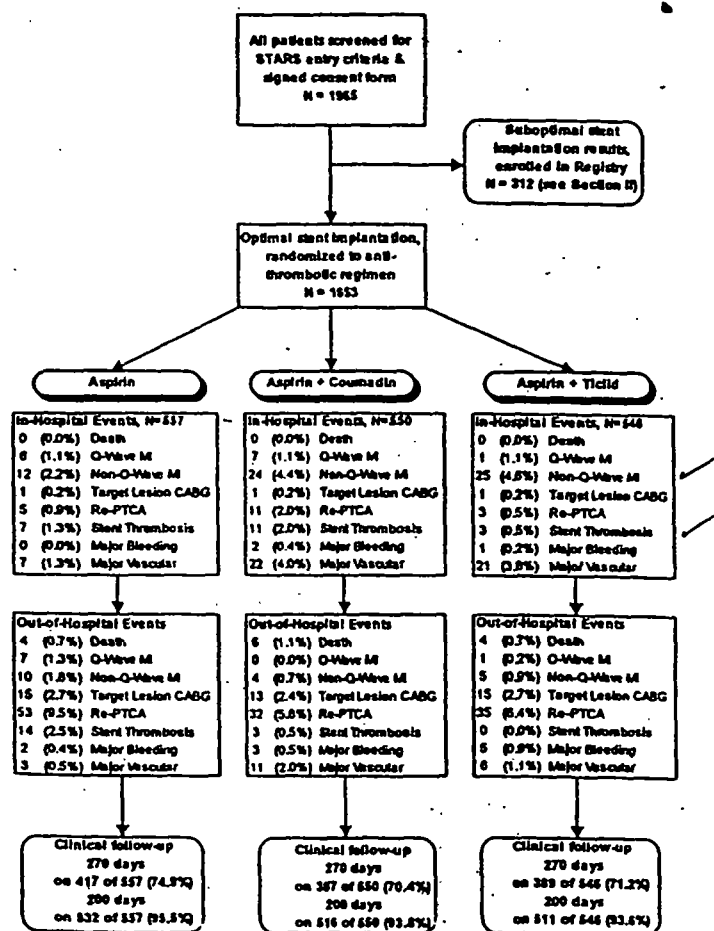 All patients screened for
STARS entry criteria &
signed consent form
N = 1965
Suboptimal stent
implantation results,
enrolled in Registry
N = 312 (see Section II)
Optimal stent implantation,
randomized to anti-
thrombotic regimen
N = 1653
Aspirin
In-Hospital Events, N=557
0 (0.0%) Death
6 (1.1%) Q-Wave MI
12 (2.2%) Non-Q-Wave MI
1 (0.2%) Target Lesion CABG
5 (0.9%) Re-PTCA
7 (1.3%) Stent Thrombosis
0 (0.0%) Major Bleeding
7 (1.3%) Major Vascular
Out-of-Hospital Events
4 (0.7%) Death
7 (1.3%) Q-Wave MI
10 (1.8%) Non-Q-Wave MI
15 (2.7%) Target Lesion CABG
53 (9.5%) Re-PTCA
14 (2.5%) Stent Thrombosis
2 (0.4%) Major Bleeding
3 (0.5%) Major Vascular
Clinical follow-up
270 days
on 417 of 557 (74.9%)
200 days
on 532 of 557 (95.5%)
Aspirin + Coumadin
In-Hospital Events, N=550
0 (0.0%) Death
7 (1.1%) Q-Wave MI
24 (4.4%) Non-Q-Wave MI
1 (0.2%) Target Lesion CABG
11 (2.0%) Re-PTCA
11 (2.0%) Stent Thrombosis
2 (0.4%) Major Bleeding
22 (4.0%) Major Vascular
Out-of-Hospital Events
6 (1.1%) Death
0 (0.0%) Q-Wave MI
4 (0.7%) Non-Q-Wave MI
13 (2.4%) Target Lesion CABG
32 (5.8%) Re-PTCA
3 (0.5%) Stent Thrombosis
3 (0.5%) Major Bleeding
11 (2.0%) Major Vascular
Clinical follow-up
270 days
on 387 of 550 (70.4%)
200 days
on 516 of 550 (93.8%)
Aspirin + Ticlid
In-Hospital Events, N=546
0 (0.0%) Death
1 (1.1%) Q-Wave MI
25 (4.6%) Non-Q-Wave MI
1 (0.2%) Target Lesion CABG
3 (0.5%) Re-PTCA
3 (0.5%) Stent Thrombosis
1 (0.2%) Major Bleeding
21 (3.8%) Major Vascular
Out-of-Hospital Events
4 (0.7%) Death
1 (0.2%) Q-Wave MI
5 (0.9%) Non-Q-Wave MI
15 (2.7%) Target Lesion CABG
35 (6.4%) Re-PTCA
0 (0.0%) Stent Thrombosis
5 (0.9%) Major Bleeding
6 (1.1%) Major Vascular
Clinical follow-up
270 days
on 389 of 546 (71.2%)
200 days
on 511 of 546 (93.6%)